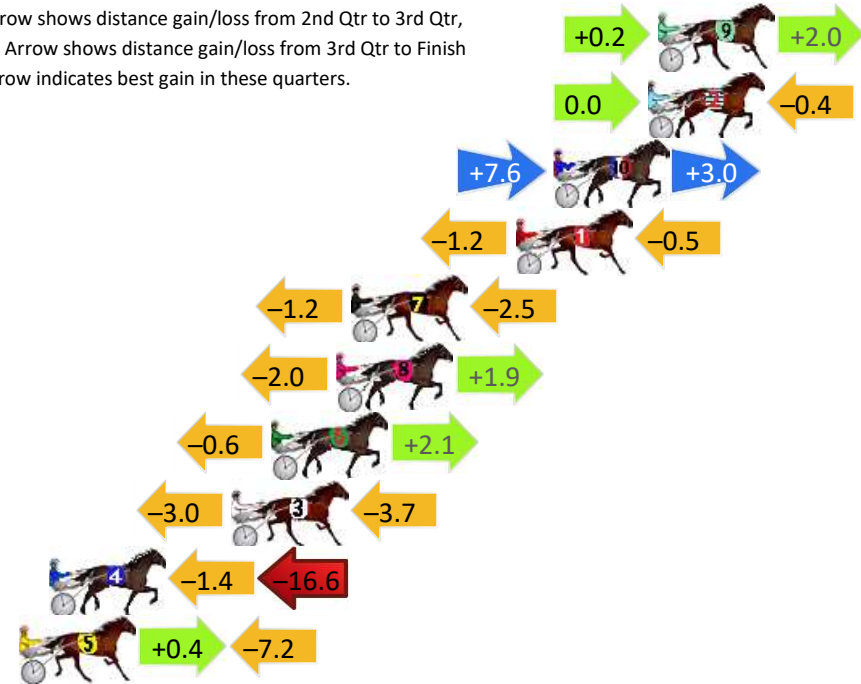 rrow shows distance gain/loss from 2nd Qtr to 3rd Qtr,
Arrow shows distance gain/loss from 3rd Qtr to Finish
row indicates best gain in these quarters.
+0.2 9 +2.0
0.0 2 –0.4
+7.6 10 +3.0
–1.2 1 –0.5
–1.2 7 –2.5
–2.0 8 +1.9
–0.6 6 +2.1
–3.0 3 –3.7
4 –1.4 –16.6
5 +0.4 –7.2